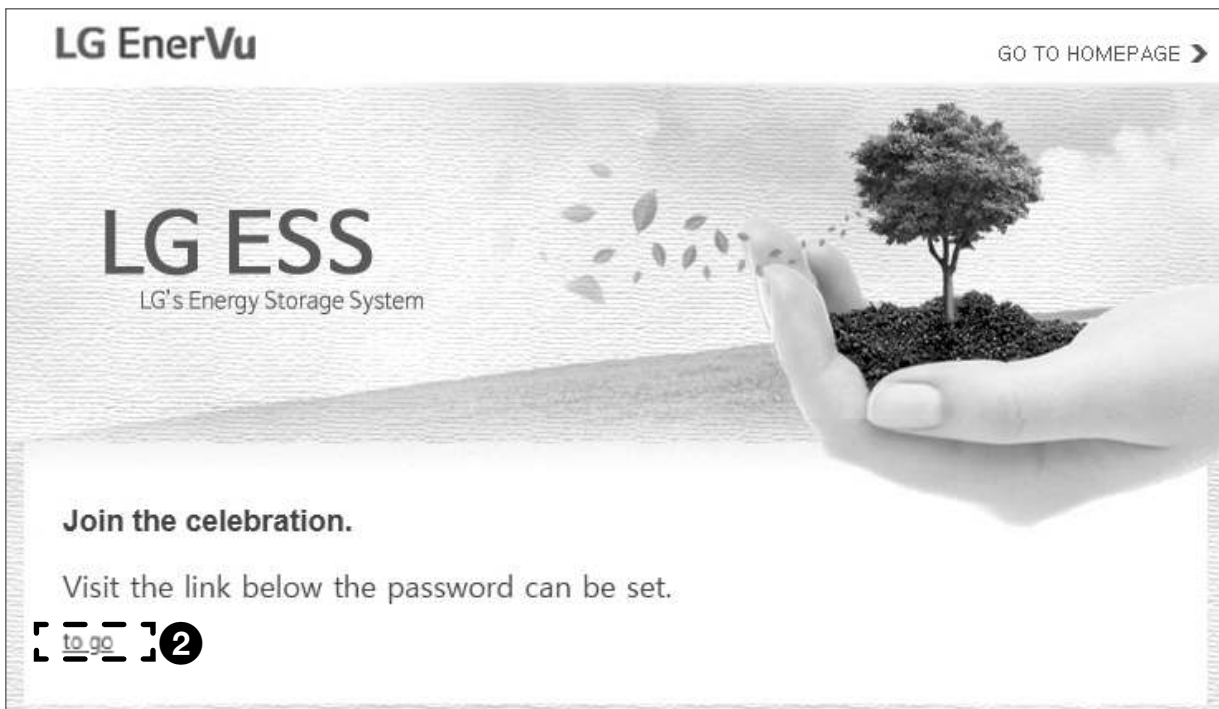 LG EnerVu
GO TO HOMEPAGE
LG ESS
LG's Energy Storage System
Join the celebration.
Visit the link below the password can be set.
to go 2